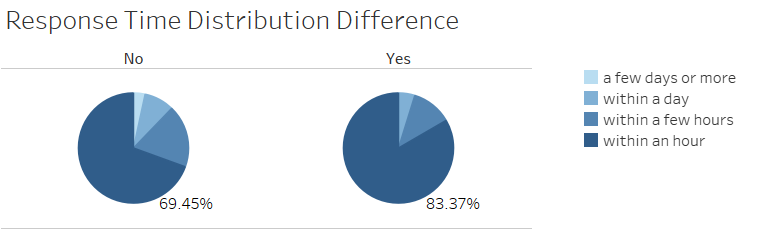 Response Time Distribution Difference
No
Yes
a few days or more
within a day
within a few hours
within an hour
69.45%
83.37%